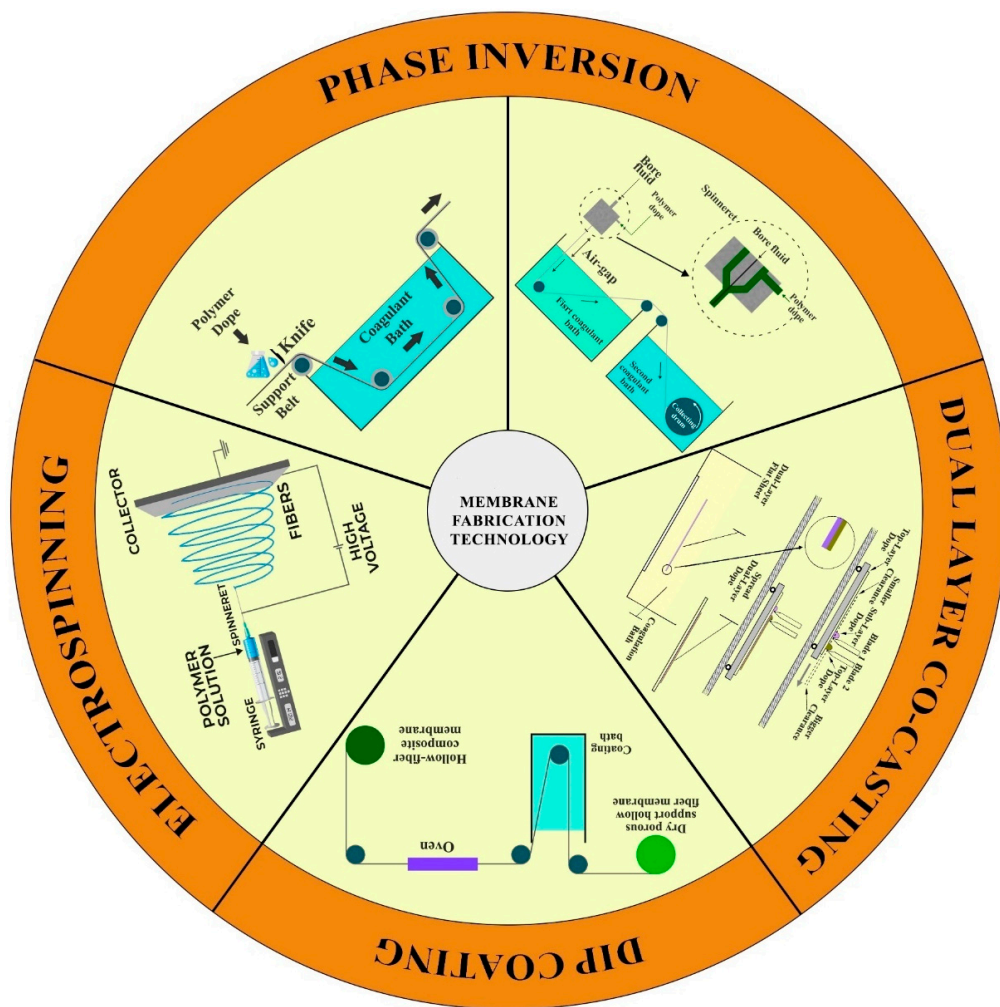 PHASE INVERSION
Polymer
Dope
Knife
Support
Belt
Coagulant
Bath
Bore
fluid
Polymer
dope
Air-gap
Spinneret
Bore fluid
Polymer
dope
Fisrt coagulant
bath
Second
coagulant
bath
Collecting
drum
DUAL LAYER CO-CASTING
Dual-Layer
Flat Sheet
Coagulation
Bath
Spread
Dual-Layer
Dope
Top-Layer
Dope
Smaller
Clearance
Sub-Layer
Dope
Blade 1
Blade 2
Top-Layer
Dope
Bigger
Clearance
DIP COATING
Dry porous
support hollow
fiber membrane
Coating
bath
Oven
Hollow-fiber
composite
membrane
ELECTROSPINNING
COLLECTOR
FIBERS
HIGH
VOLTAGE
SPINNERET
POLYMER
SOLUTION
SYRINGE
MEMBRANE
FABRICATION
TECHNOLOGY